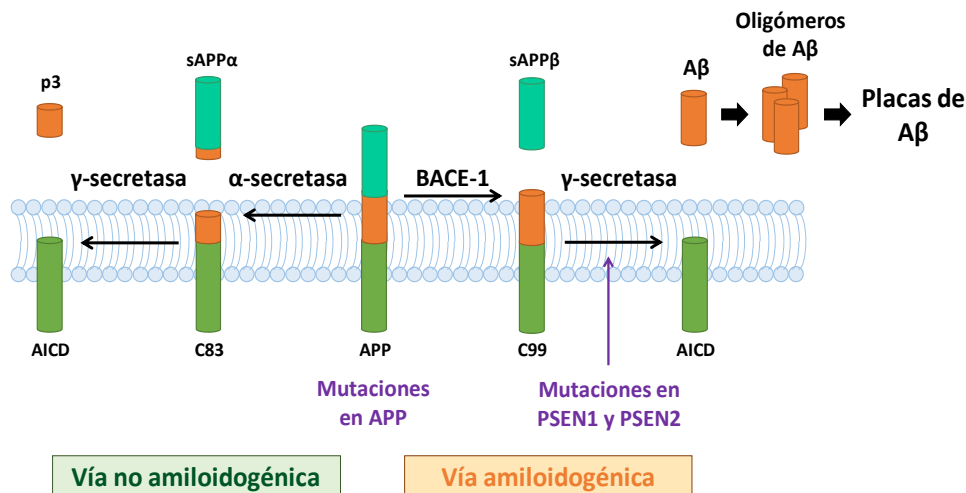 Oligómeros
de Aβ
p3
sAPPα
sAPPβ
Aβ
Placas de
Aβ
γ-secretasa
α-secretasa
BACE-1
γ-secretasa
AICD
C83
APP
C99
AICD
Mutaciones
en APP
Mutaciones en
PSEN1 y PSEN2
Vía no amiloidogénica
Vía amiloidogénica